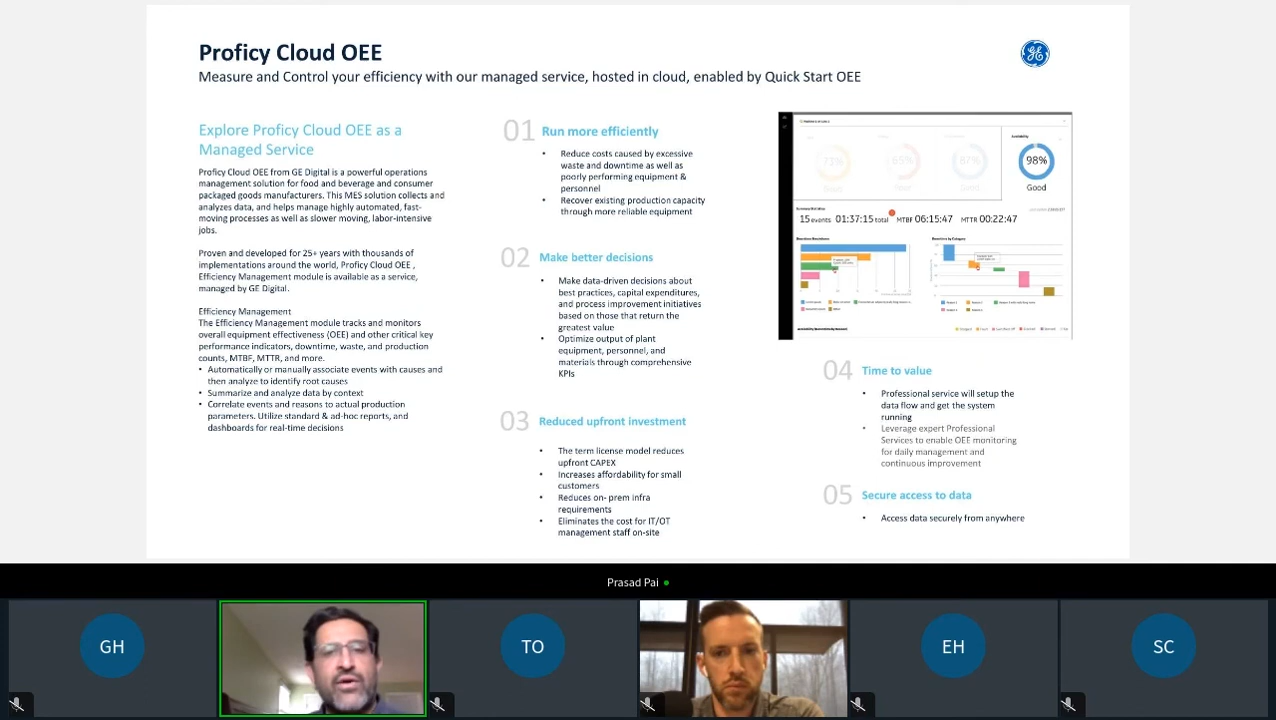 Proficy Cloud OEE
Measure and Control your efficiency with our managed service, hosted in cloud, enabled by Quick Start OEE
Explore Proficy Cloud OEE as a
Managed Service
Proficy Cloud OEE from GE Digital is a powerful operations
management solution for food and beverage and consumer
packaged goods manufacturers. This MES solution collects and
analyzes data, and helps manage highly automated, fast-
moving processes as well as slower moving, labor-intensive
jobs.
Proven and developed for 25+ years with thousands of
implementations around the world, Proficy Cloud OEE ,
Efficiency Management module is available as a service,
managed by GE Digital.
Efficiency Management
The Efficiency Management module tracks and monitors
overall equipment effectiveness (OEE) and other critical key
performance indicators, downtime, waste, and production
counts, MTBF, MTTR, and more.
• Automatically or manually associate events with causes and
then analyze to identify root causes
• Summarize and analyze data by context
• Correlate events and reasons to actual production
parameters. Utilize standard & ad-hoc reports, and
dashboards for real-time decisions
01 Run more efficiently
• Reduce costs caused by excessive
waste and downtime as well as
poorly performing equipment &
personnel
• Recover existing production capacity
through more reliable equipment
02 Make better decisions
• Make data-driven decisions about
best practices, capital expenditures,
and process improvement initiatives
based on those that return the
greatest value
• Optimize output of plant
equipment, personnel, and
materials through comprehensive
KPIs
03 Reduced upfront investment
• The term license model reduces
upfront CAPEX
• Increases affordability for small
customers
• Reduces on- prem infra
requirements
• Eliminates the cost for IT/OT
management staff on-site
GE
Availability
73% 65% 87% 98%
Good
15 events 01:37:15 total MTBF 06:15:47 MTTR 00:22:47
04 Time to value
• Professional service will setup the
data flow and get the system
running
• Leverage expert Professional
Services to enable OEE monitoring
for daily management and
continuous improvement
05 Secure access to data
• Access data securely from anywhere
Prasad Pai
GH
TO
EH
SC